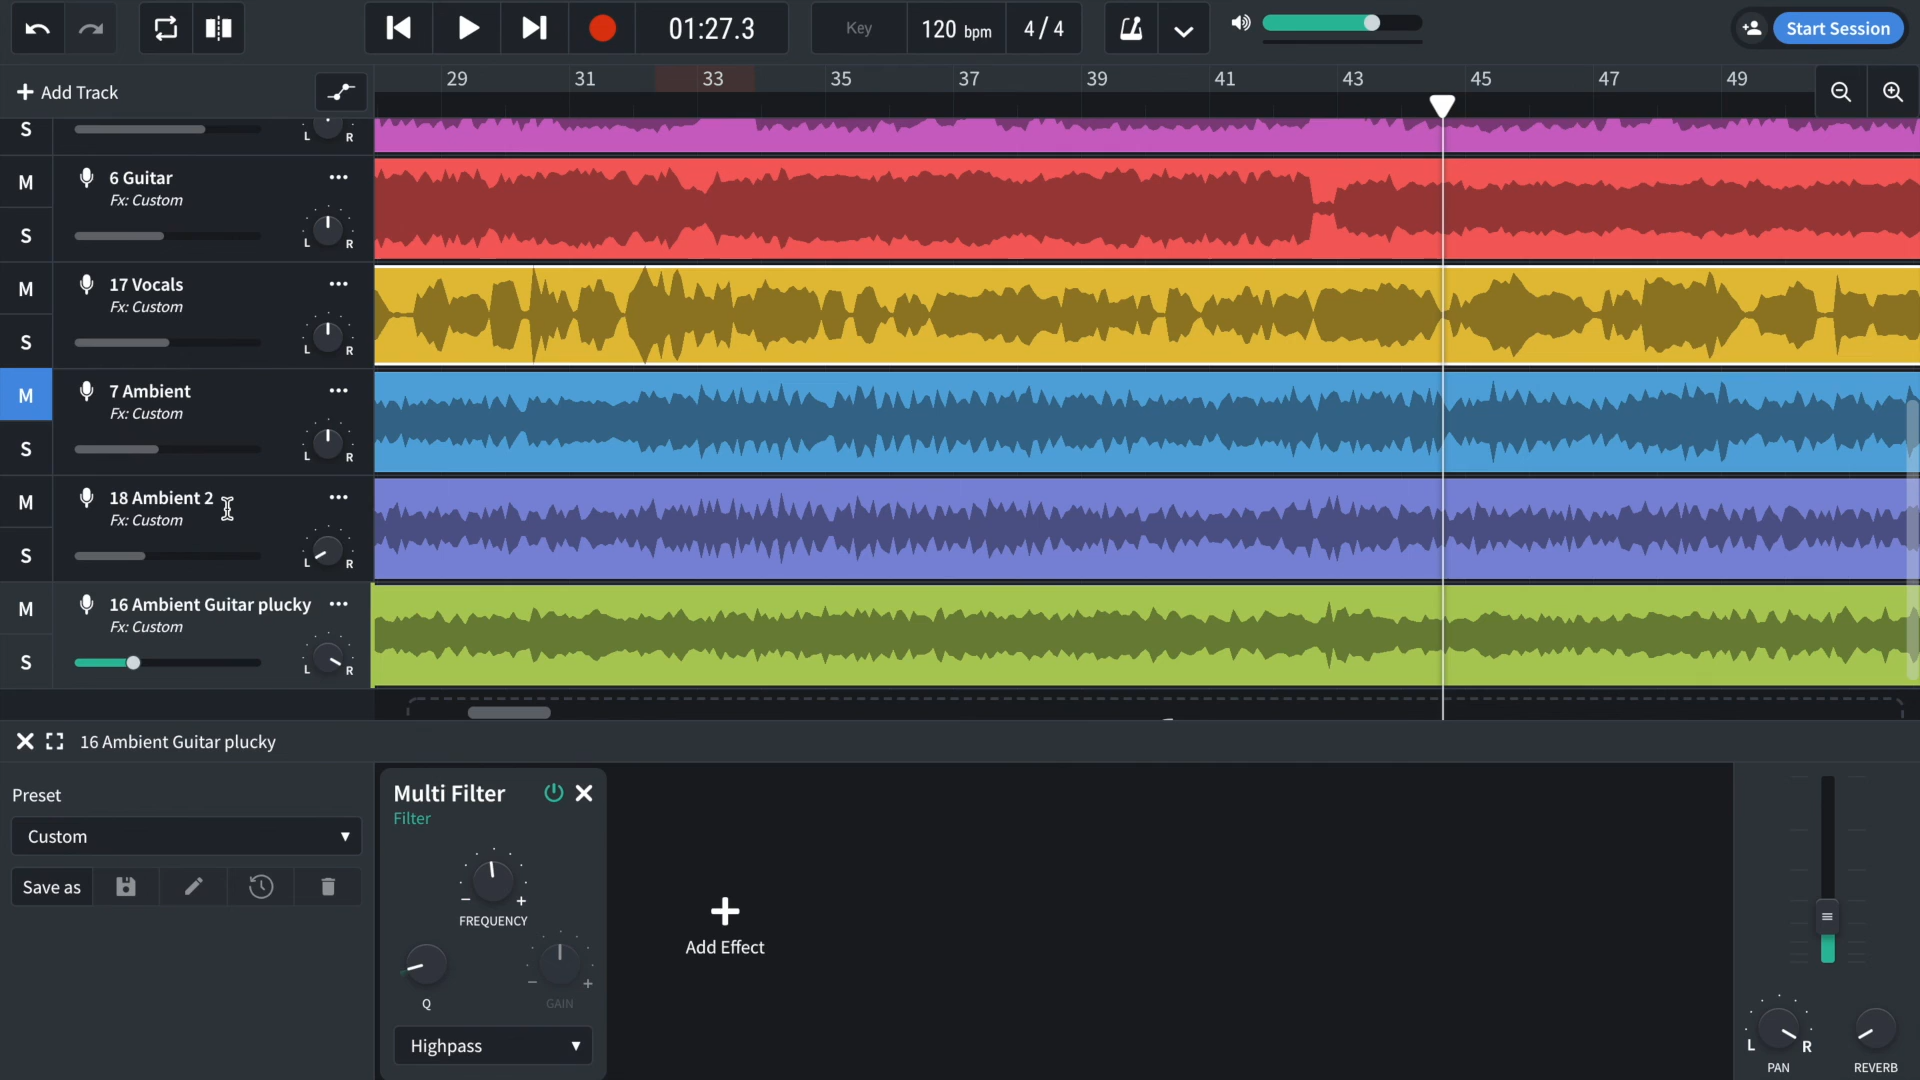 01:27.3
Key
120 bpm
4 / 4
Start Session
Add Track
29
31
33
35
37
39
41
43
45
47
49
S
L R
M
6 Guitar
Fx: Custom
S
L R
M
17 Vocals
Fx: Custom
S
L R
M
7 Ambient
Fx: Custom
S
L R
M
18 Ambient 2
Fx: Custom
S
L R
M
16 Ambient Guitar plucky
Fx: Custom
S
L R
16 Ambient Guitar plucky
Preset
Custom
Save as
Multi Filter
Filter
- +
FREQUENCY
Q
- +
GAIN
Highpass
Add Effect
L R
PAN
REVERB